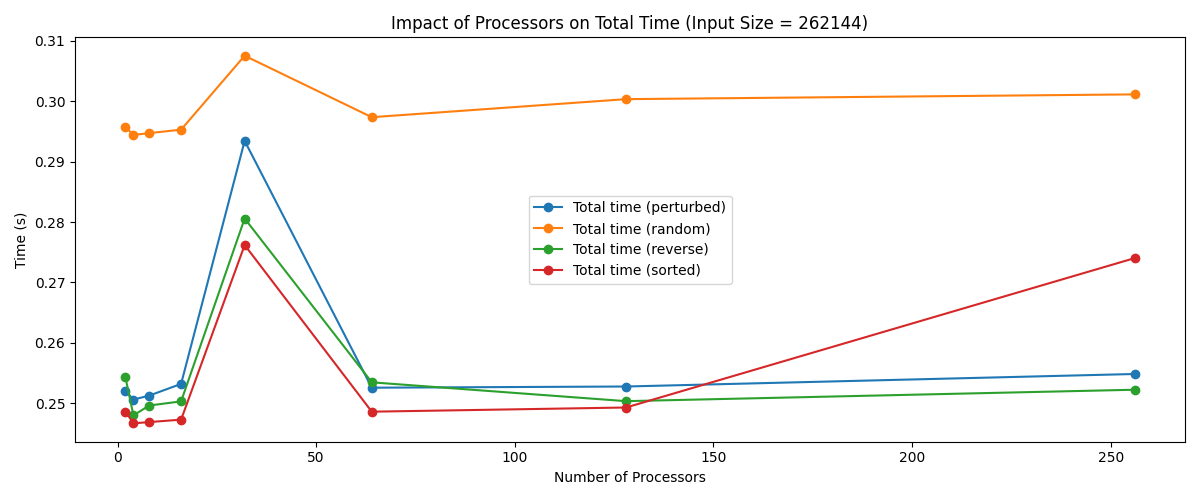 Impact of Processors on Total Time (Input Size = 262144)
Time (s)
0.31
0.30
0.29
0.28
0.27
0.26
0.25
Total time (perturbed)
Total time (random)
Total time (reverse)
Total time (sorted)
0
50
100
150
200
250
Number of Processors